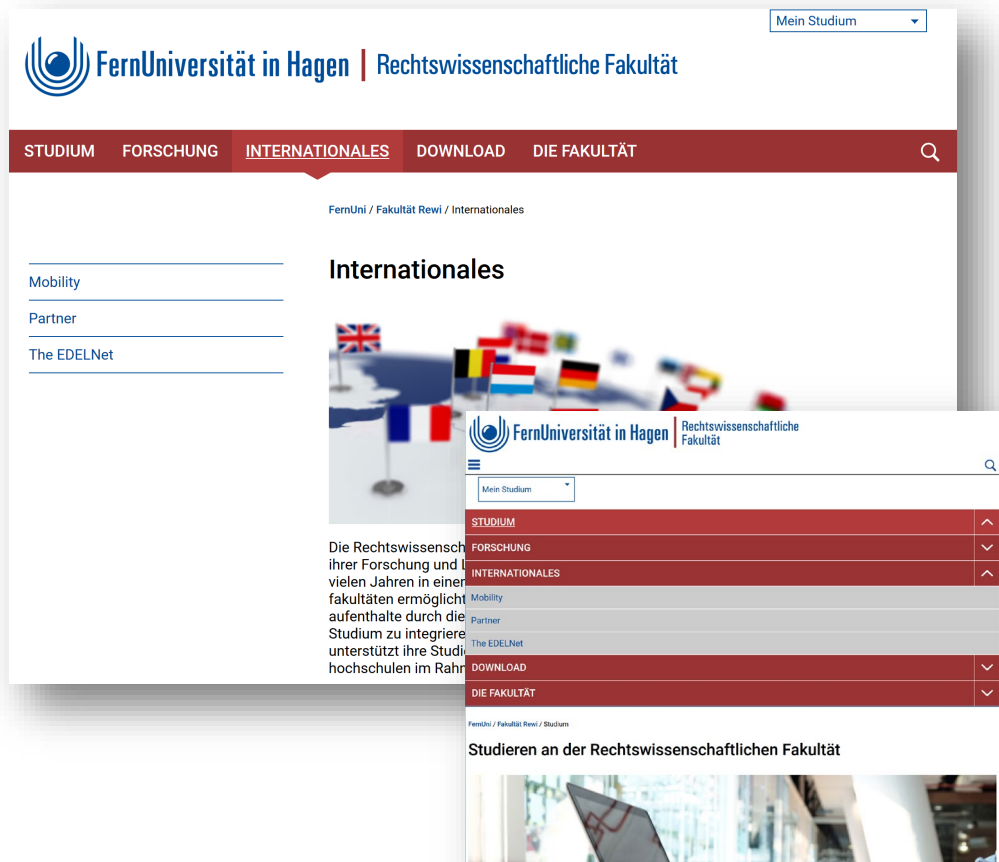 Mein Studium
FernUniversität in Hagen | Rechtswissenschaftliche Fakultät
STUDIUM FORSCHUNG INTERNATIONALES DOWNLOAD DIE FAKULTÄT
FernUni / Fakultät Rewi / Internationales
Mobility
Partner
The EDELNet
Internationales
Die Rechtswissensch
ihrer Forschung und L
vielen Jahren in einer
fakultäten ermöglicht
aufenthalte durch die
Studium zu integriere
unterstützt ihre Studi
hochschulen im Rahm
FernUniversität in Hagen | Rechtswissenschaftliche
Fakultät
Mein Studium
STUDIUM
FORSCHUNG
INTERNATIONALES
Mobility
Partner
The EDELNet
DOWNLOAD
DIE FAKULTÄT
FernUni / Fakultät Rewi / Studium
Studieren an der Rechtswissenschaftlichen Fakultät